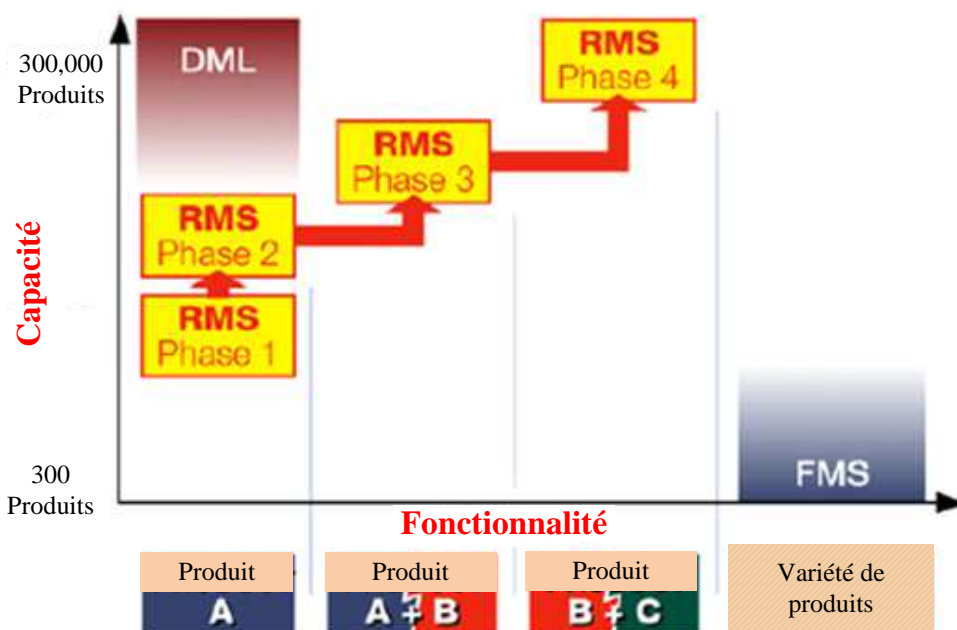 300,000
Produits
DML
RMS
Phase 4
RMS
Phase 3
RMS
Phase 2
Capacité
RMS
Phase 1
300
Produits
FMS
Fonctionnalité
Produit
A
Produit
A + B
Produit
B + C
Variété de
produits